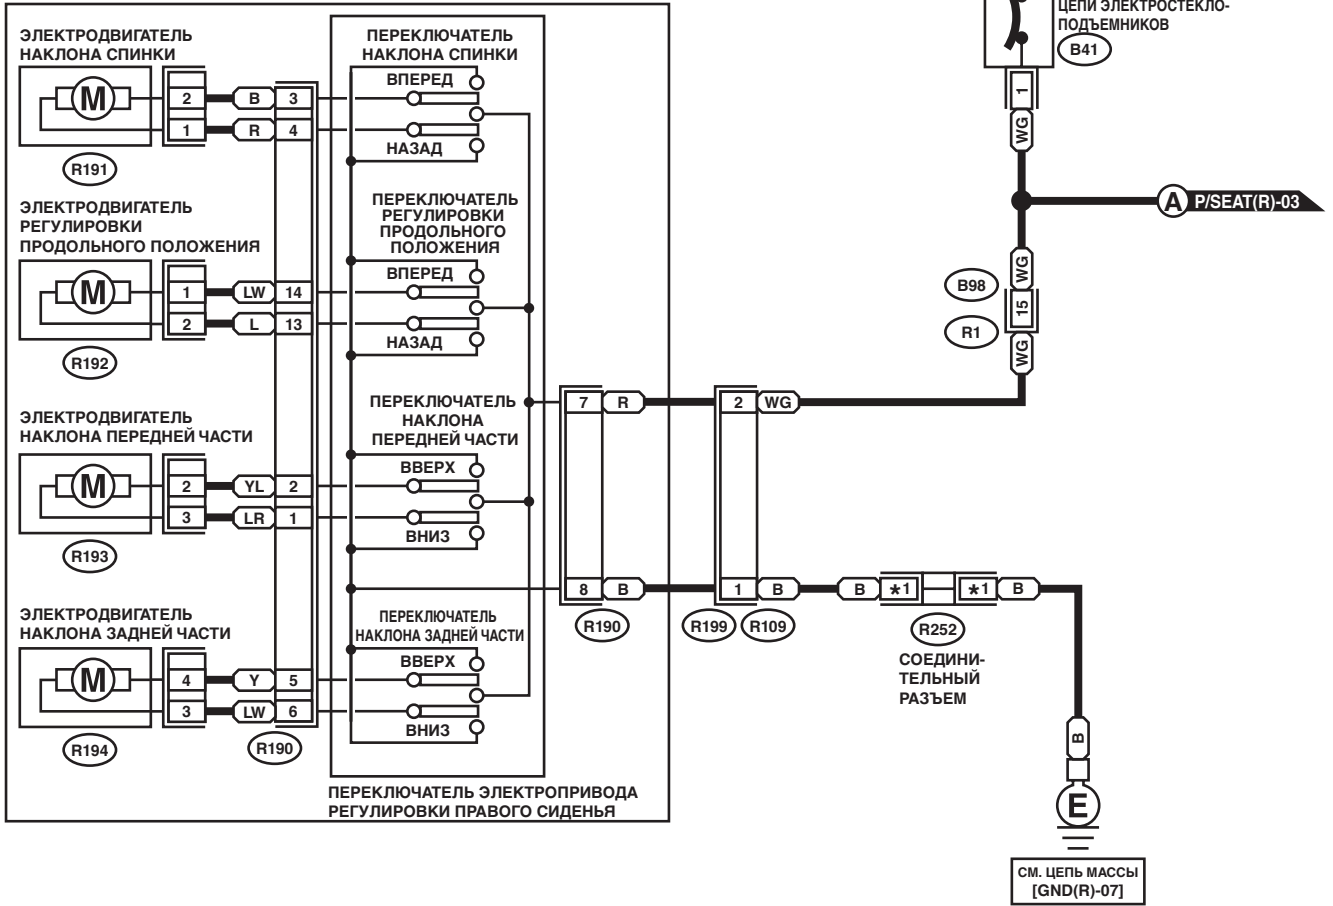 ЭЛЕКТРОДВИГАТЕЛЬ
НАКЛОНА СПИНКИ
M
2 B 3
1 R 4
R191
ЭЛЕКТРОДВИГАТЕЛЬ
РЕГУЛИРОВКИ
ПРОДОЛЬНОГО ПОЛОЖЕНИЯ
M
1 LW 14
2 L 13
R192
ЭЛЕКТРОДВИГАТЕЛЬ
НАКЛОНА ПЕРЕДНЕЙ ЧАСТИ
M
2 YL 2
3 LR 1
R193
ЭЛЕКТРОДВИГАТЕЛЬ
НАКЛОНА ЗАДНЕЙ ЧАСТИ
M
4 Y 5
3 LW 6
R194
R190
ПЕРЕКЛЮЧАТЕЛЬ
НАКЛОНА СПИНКИ
ВПЕРЕД
НАЗАД
ПЕРЕКЛЮЧАТЕЛЬ
РЕГУЛИРОВКИ
ПРОДОЛЬНОГО
ПОЛОЖЕНИЯ
ВПЕРЕД
НАЗАД
ПЕРЕКЛЮЧАТЕЛЬ
НАКЛОНА
ПЕРЕДНЕЙ ЧАСТИ
ВВЕРХ
ВНИЗ
ПЕРЕКЛЮЧАТЕЛЬ
НАКЛОНА ЗАДНЕЙ ЧАСТИ
ВВЕРХ
ВНИЗ
ПЕРЕКЛЮЧАТЕЛЬ ЭЛЕКТРОПРИВОДА
РЕГУЛИРОВКИ ПРАВОГО СИДЕНЬЯ
ЦЕПИ ЭЛЕКТРОСТЕКЛО-
ПОДЪЕМНИКОВ
B41
1
WG
A P/SEAT(R)-03
WG
B98
15
R1
WG
7 R 2 WG
8 B 1 B B *1 *1 B
R190 R199 R109 R252
СОЕДИНИ-
ТЕЛЬНЫЙ
РАЗЪЕМ
B
E
СМ. ЦЕПЬ МАССЫ
[GND(R)-07]